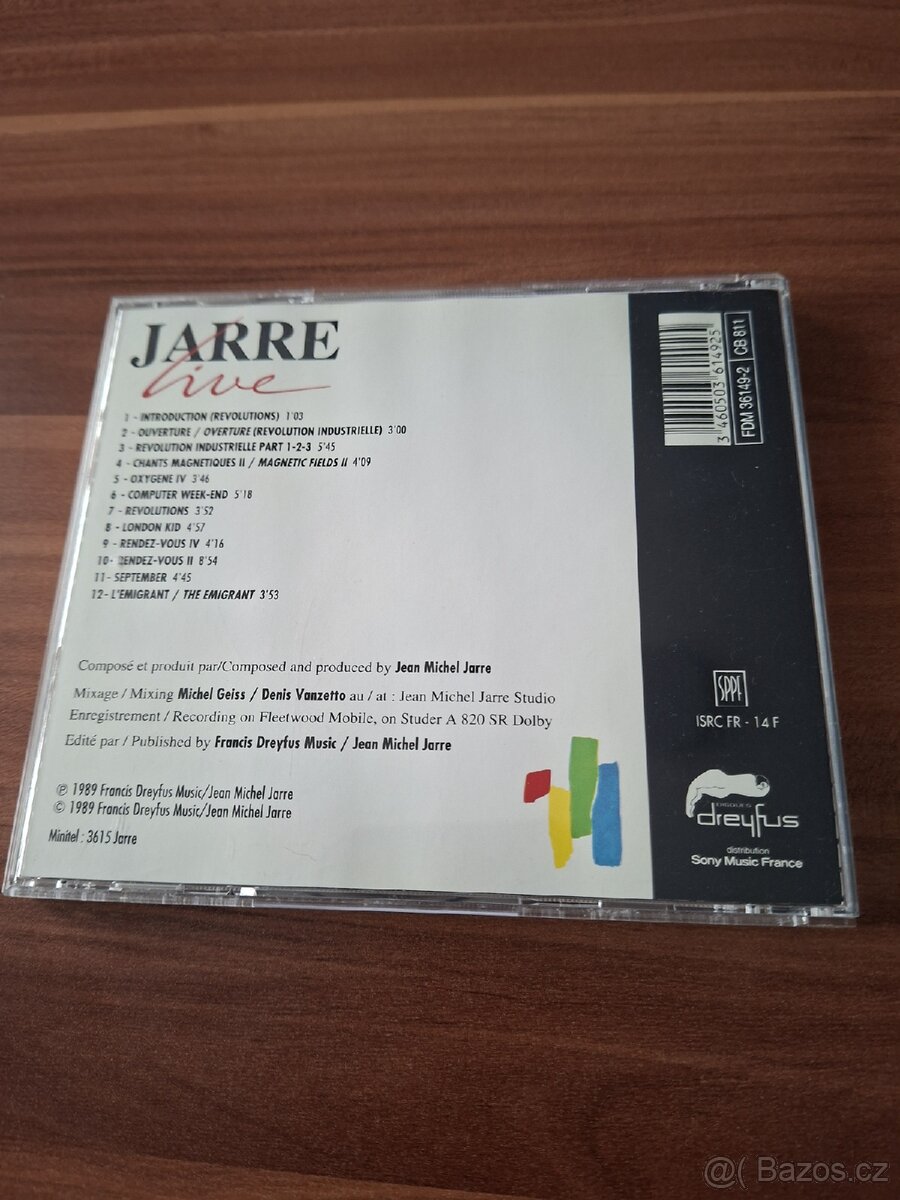 JARRE
live
1 - INTRODUCTION (REVOLUTIONS) 1'03
2 - OUVERTURE / OVERTURE (REVOLUTION INDUSTRIELLE) 3'00
3 - REVOLUTION INDUSTRIELLE PART 1-2-3 5'45
4 - CHANTS MAGNETIQUES II / MAGNETIC FIELDS II 4'09
5 - OXYGENE IV 3'46
6 - COMPUTER WEEK-END 5'18
7 - REVOLUTIONS 3'52
8 - LONDON KID 4'57
9 - RENDEZ-VOUS IV 4'16
10- RENDEZ-VOUS II 8'54
11- SEPTEMBER 4'45
12- L'EMIGRANT / THE EMIGRANT 3'53
Composé et produit par/Composed and produced by Jean Michel Jarre
Mixage / Mixing Michel Geiss / Denis Vanzetto au / at : Jean Michel Jarre Studio
Enregistrement / Recording on Fleetwood Mobile, on Studer A 820 SR Dolby
Edité par / Published by Francis Dreyfus Music / Jean Michel Jarre
℗ 1989 Francis Dreyfus Music/Jean Michel Jarre
© 1989 Francis Dreyfus Music/Jean Michel Jarre
Minitel : 3615 Jarre
3 460503 614925
FDM 36149-2 CB 811
SPPF
ISRC FR - 14 F
DISQUES
dreyfus
distribution
Sony Music France
@( Bazos.cz